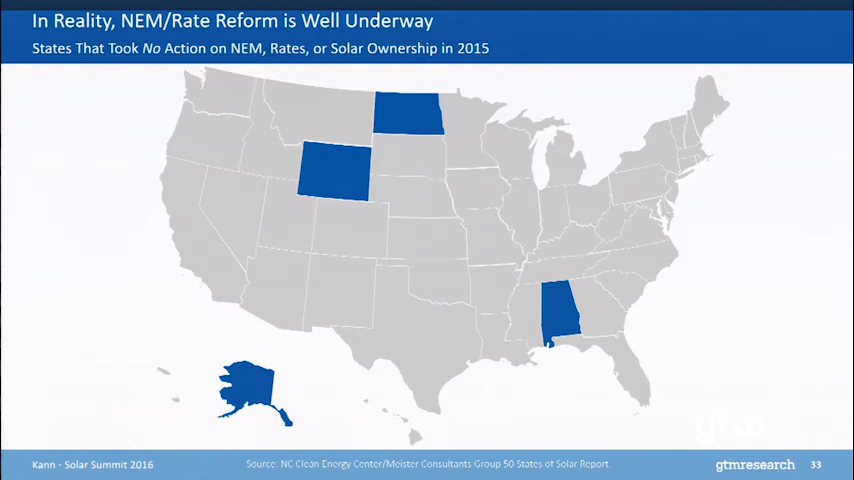 In Reality, NEM/Rate Reform is Well Underway
States That Took No Action on NEM, Rates, or Solar Ownership in 2015
gtm
Kann - Solar Summit 2016
Source: NC Clean Energy Center/Meister Consultants Group 50 States of Solar Report
gtmresearch
33